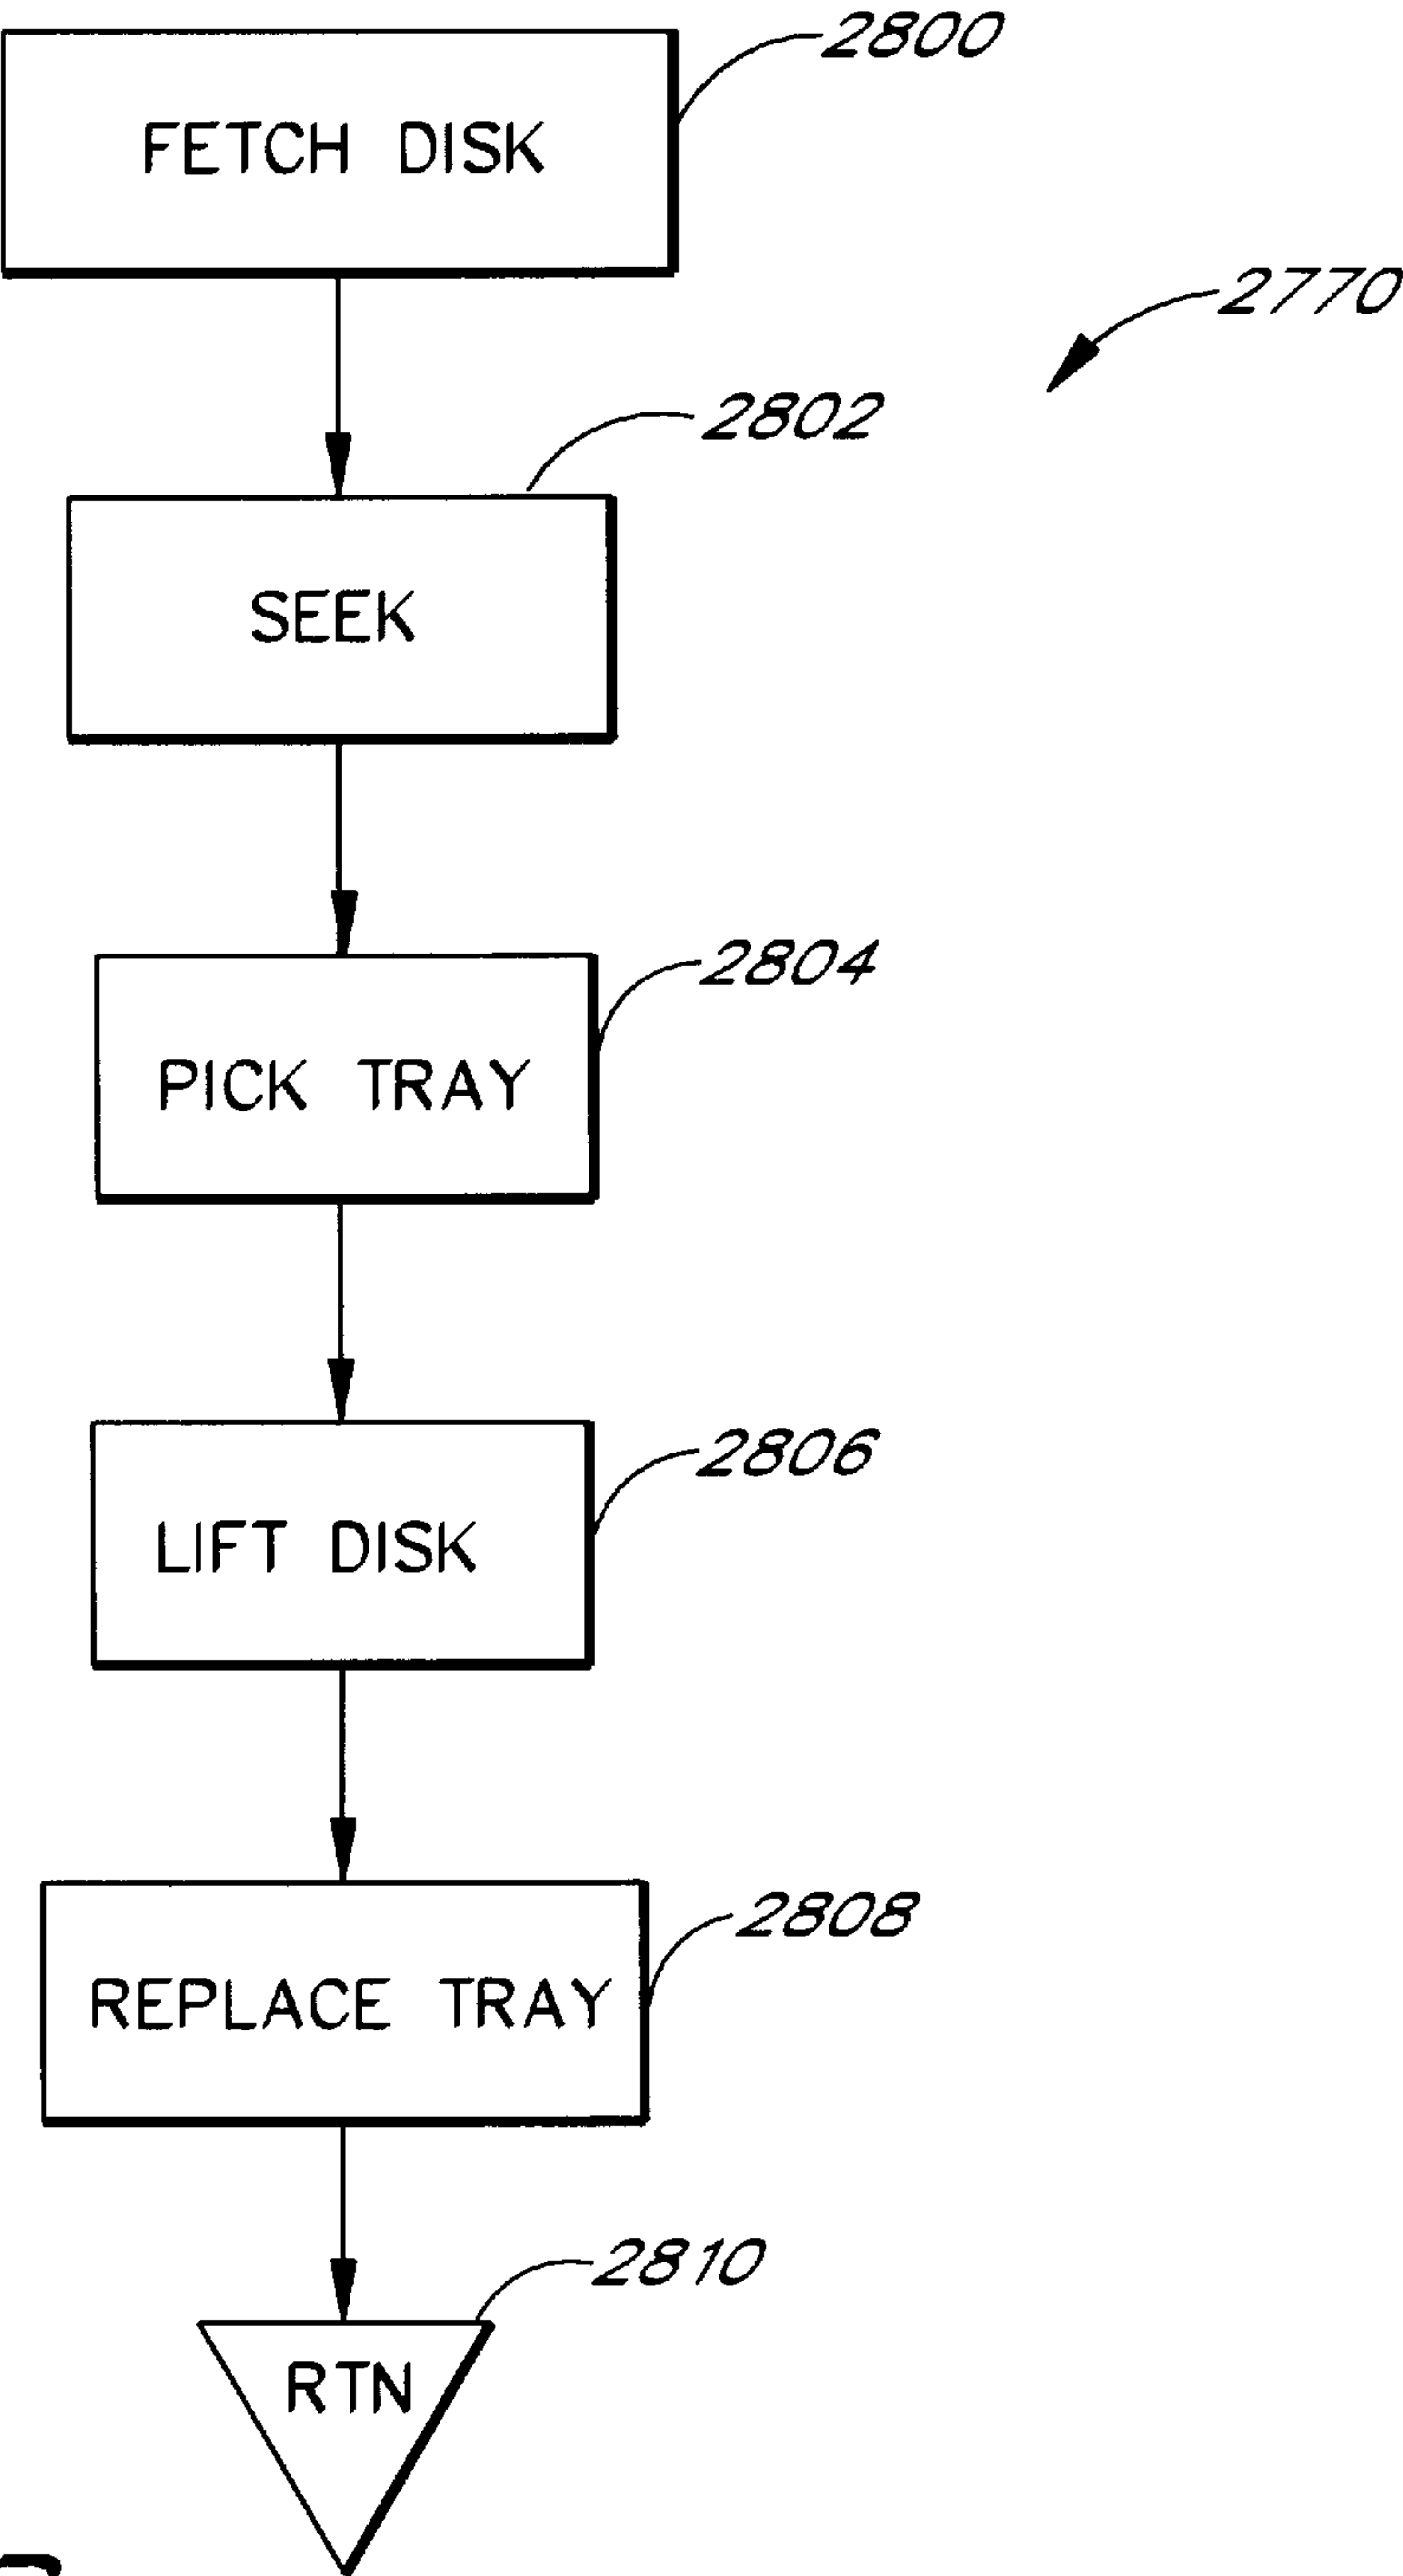 2800
FETCH DISK
2770
2802
SEEK
2804
PICK TRAY
2806
LIFT DISK
2808
REPLACE TRAY
2810
RTN